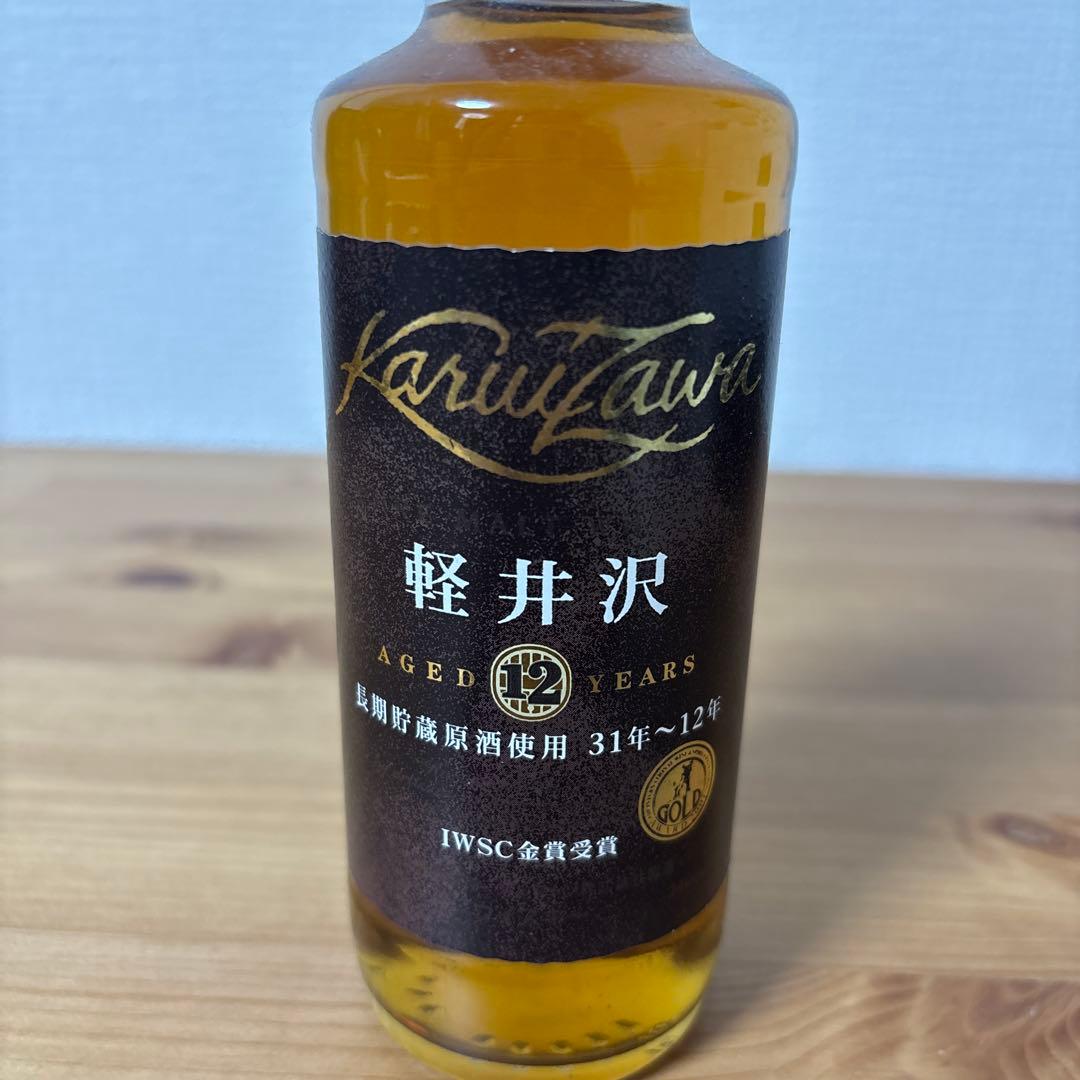 KaruiZawa
軽井沢
AGED 12 YEARS
長期貯蔵原酒使用 31年～12年
GOLD
IWSC金賞受賞